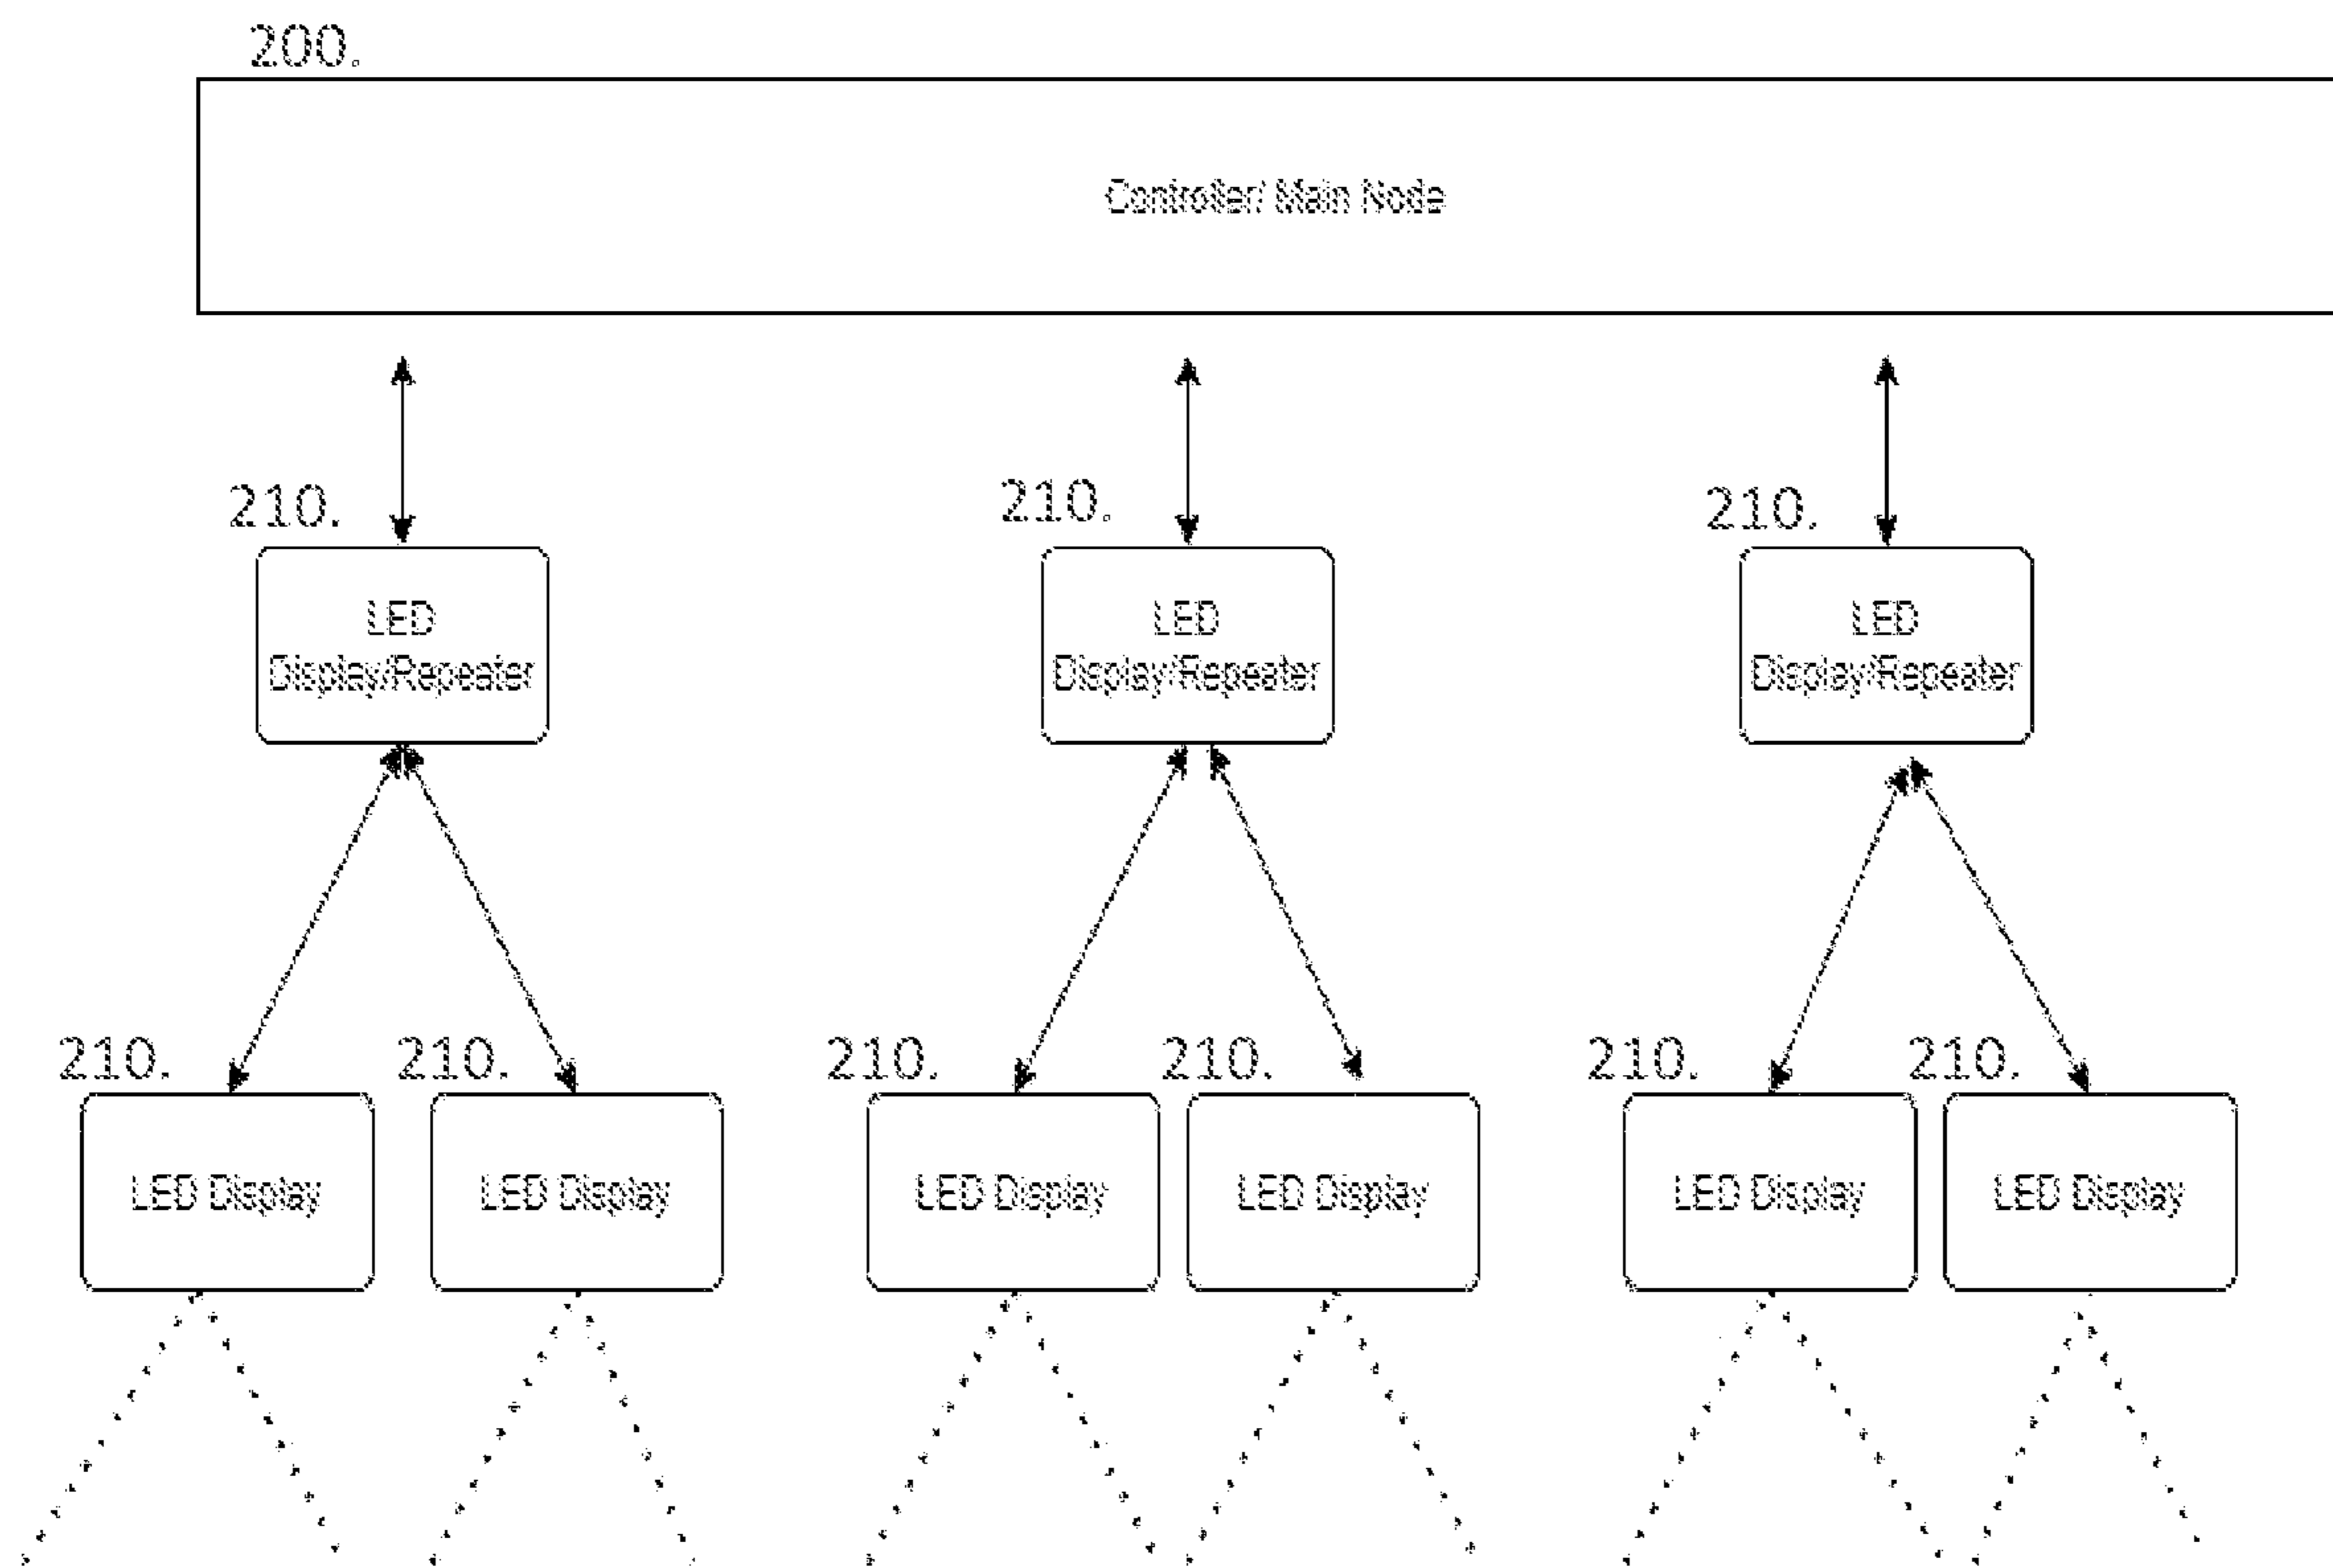 200.
Controller/ Main Node
210.
210.
210.
LED
Display/Repeater
LED
Display/Repeater
LED
Display/Repeater
210.
210.
210.
210.
210.
210.
LED Display
LED Display
LED Display
LED Display
LED Display
LED Display